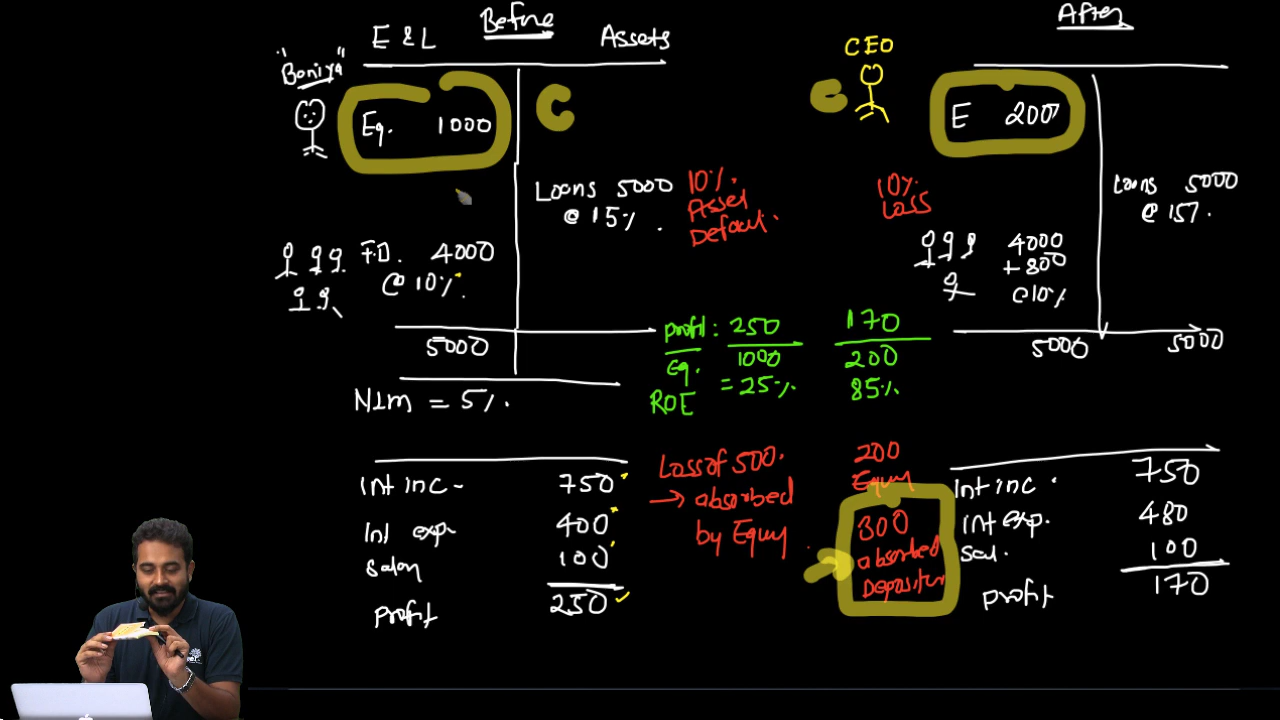 Before
After
E & L
Assets
CEO
"Baniya"
Eq. 1000
E 200
Loans 5000
@ 15%.
10%.
Asset
Default.
10%.
Loss
Loans 5000
@ 15%.
F.D. 4000
@ 10%.
4000
+ 800
@ 10%
5000
5000
5000
profit : 250
Eq. 1000
ROE = 25%.
170
200
85%
NIM = 5%.
Loss of 500.
→ absorbed
by Equity
200
Equity
300
absorbed
Depositor
Int inc - 750
Int exp. 400
Salary 100
profit 250
Int inc. 750
int exp. 480
Sal. 100
profit 170